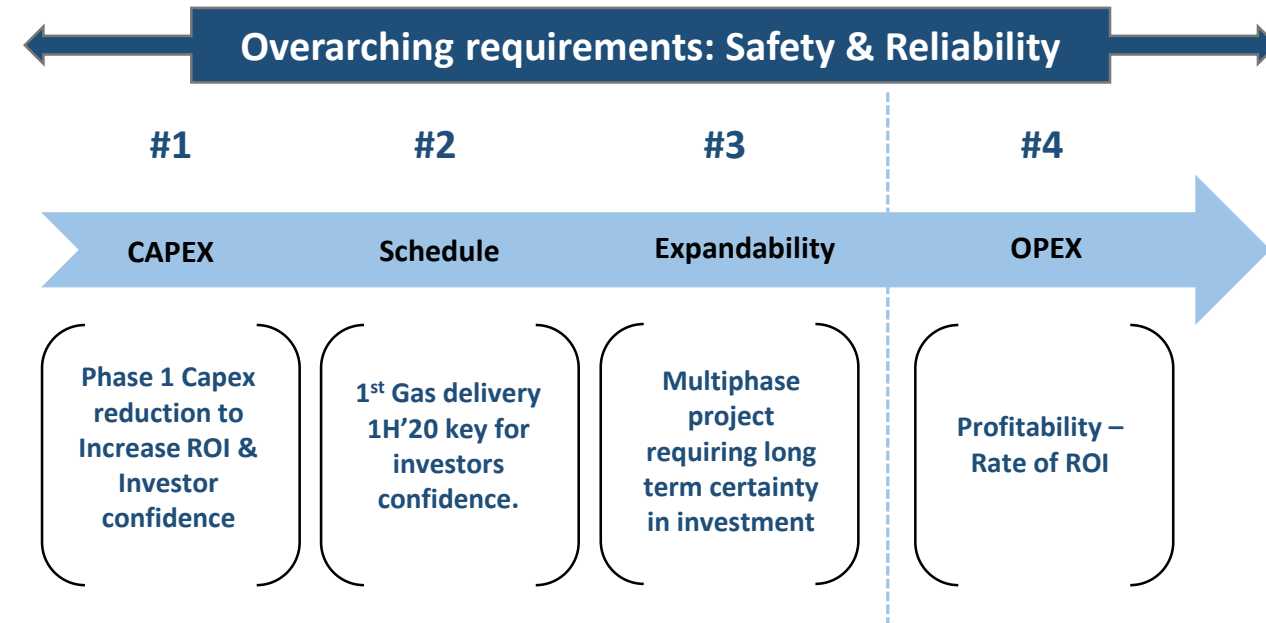 Overarching requirements: Safety & Reliability
#1
#2
#3
#4
CAPEX
Schedule
Expandability
OPEX
Phase 1 Capex
reduction to
Increase ROI &
Investor
confidence
1st Gas delivery
1H'20 key for
investors
confidence.
Multiphase
project
requiring long
term certainty
in investment
Profitability –
Rate of ROI